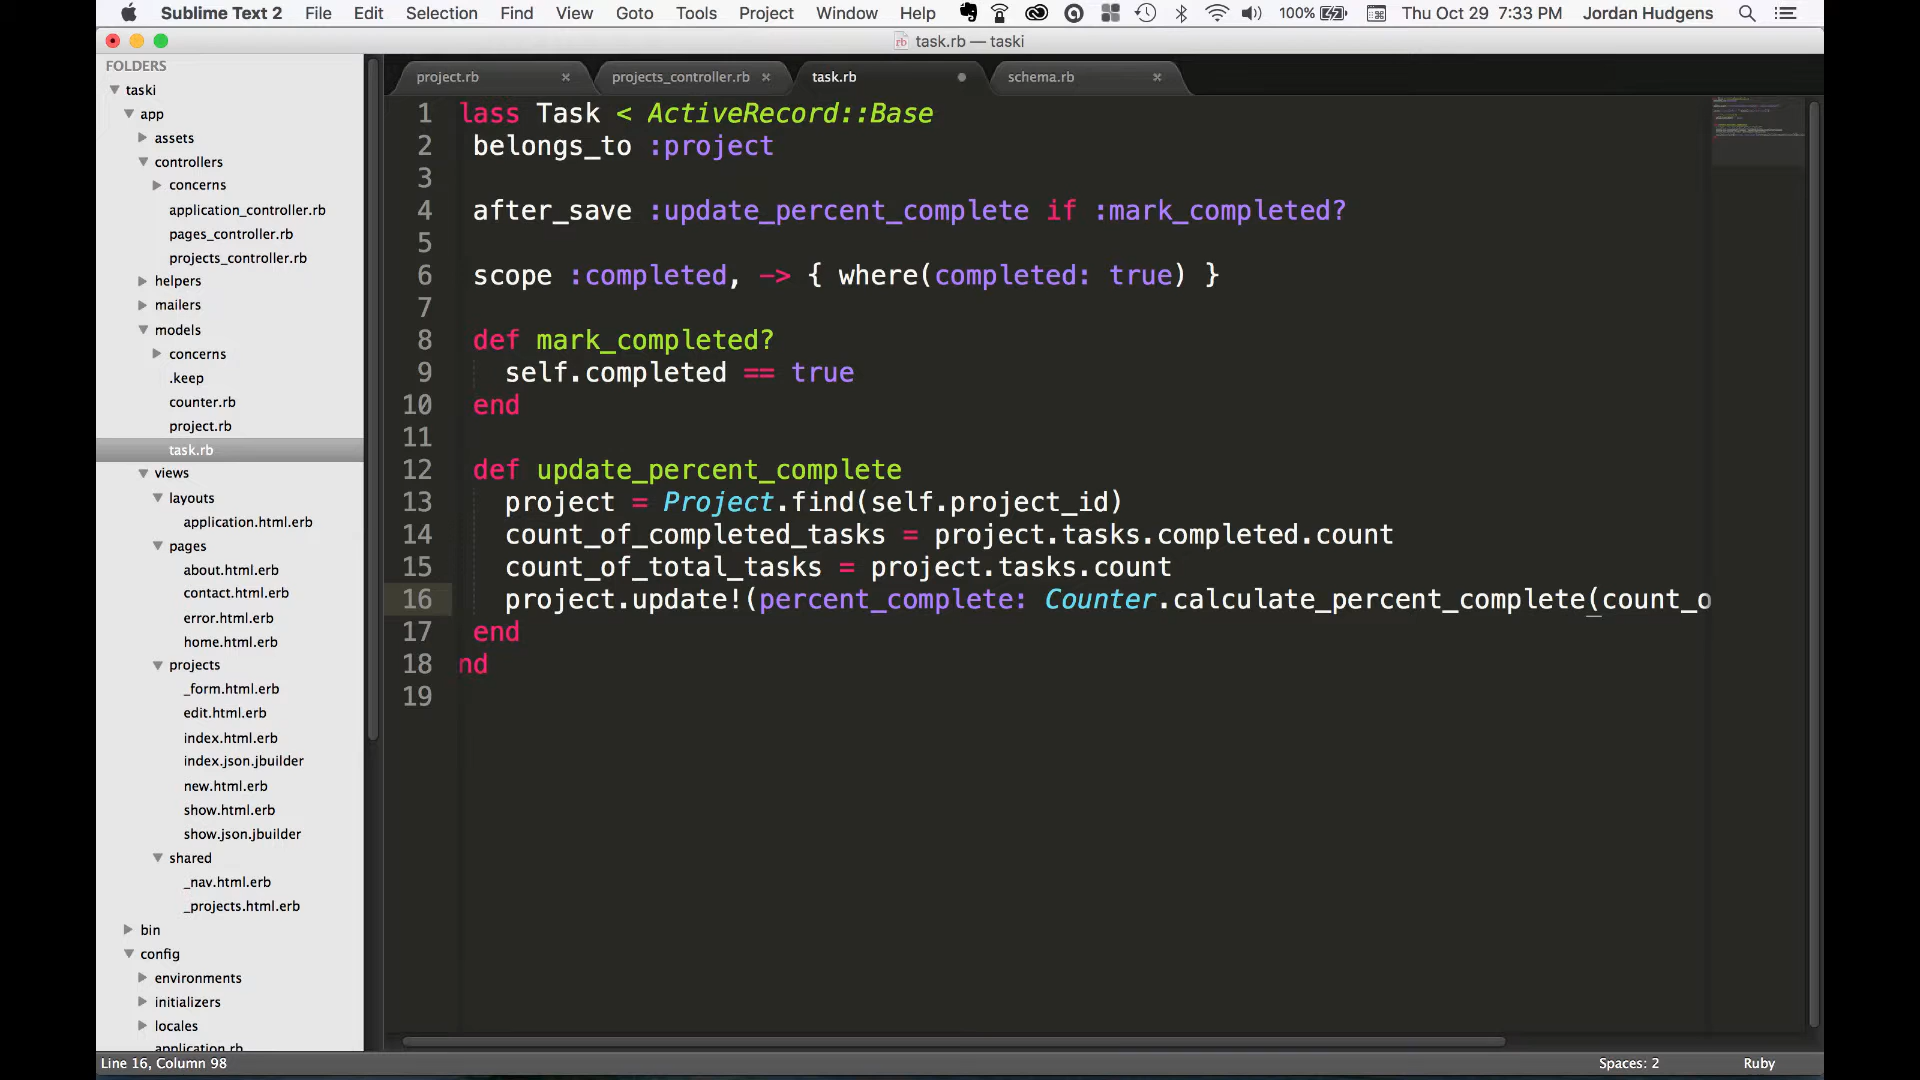 Sublime Text 2 File Edit Selection Find View Goto Tools Project Window Help 100% Thu Oct 29 7:33 PM Jordan Hudgens
task.rb — taski
FOLDERS
taski
app
assets
controllers
concerns
application_controller.rb
pages_controller.rb
projects_controller.rb
helpers
mailers
models
concerns
.keep
counter.rb
project.rb
task.rb
views
layouts
application.html.erb
pages
about.html.erb
contact.html.erb
error.html.erb
home.html.erb
projects
_form.html.erb
edit.html.erb
index.html.erb
index.json.jbuilder
new.html.erb
show.html.erb
show.json.jbuilder
shared
_nav.html.erb
_projects.html.erb
bin
config
environments
initializers
locales
application.rb
project.rb projects_controller.rb task.rb schema.rb
1 lass Task < ActiveRecord::Base
2 belongs_to :project
3
4 after_save :update_percent_complete if :mark_completed?
5
6 scope :completed, -> { where(completed: true) }
7
8 def mark_completed?
9 self.completed == true
10 end
11
12 def update_percent_complete
13 project = Project.find(self.project_id)
14 count_of_completed_tasks = project.tasks.completed.count
15 count_of_total_tasks = project.tasks.count
16 project.update!(percent_complete: Counter.calculate_percent_complete(count_o
17 end
18 nd
19
Line 16, Column 98 Spaces: 2 Ruby